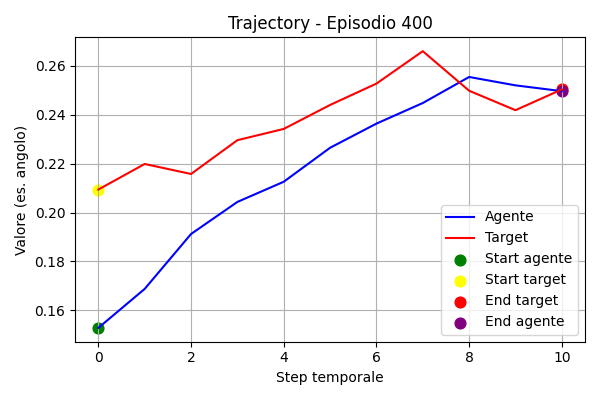 Trajectory - Episodio 400
Valore (es. angolo)
0.26
0.24
0.22
0.20
0.18
0.16
0
2
4
6
8
10
Step temporale
Agente
Target
Start agente
Start target
End target
End agente